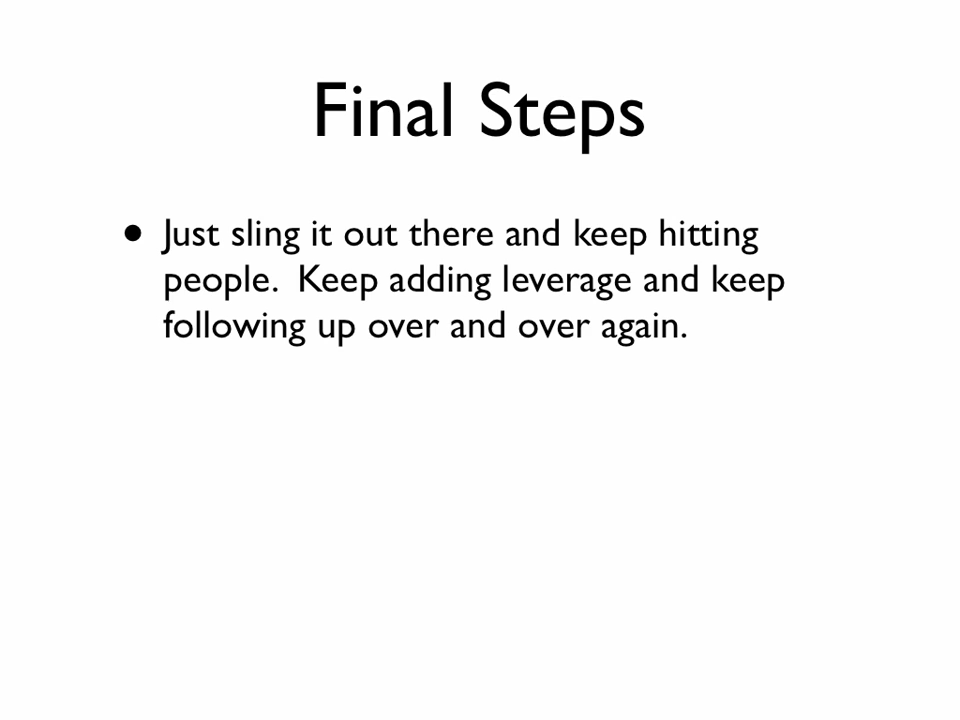 Final Steps
• Just sling it out there and keep hitting
people.  Keep adding leverage and keep
following up over and over again.